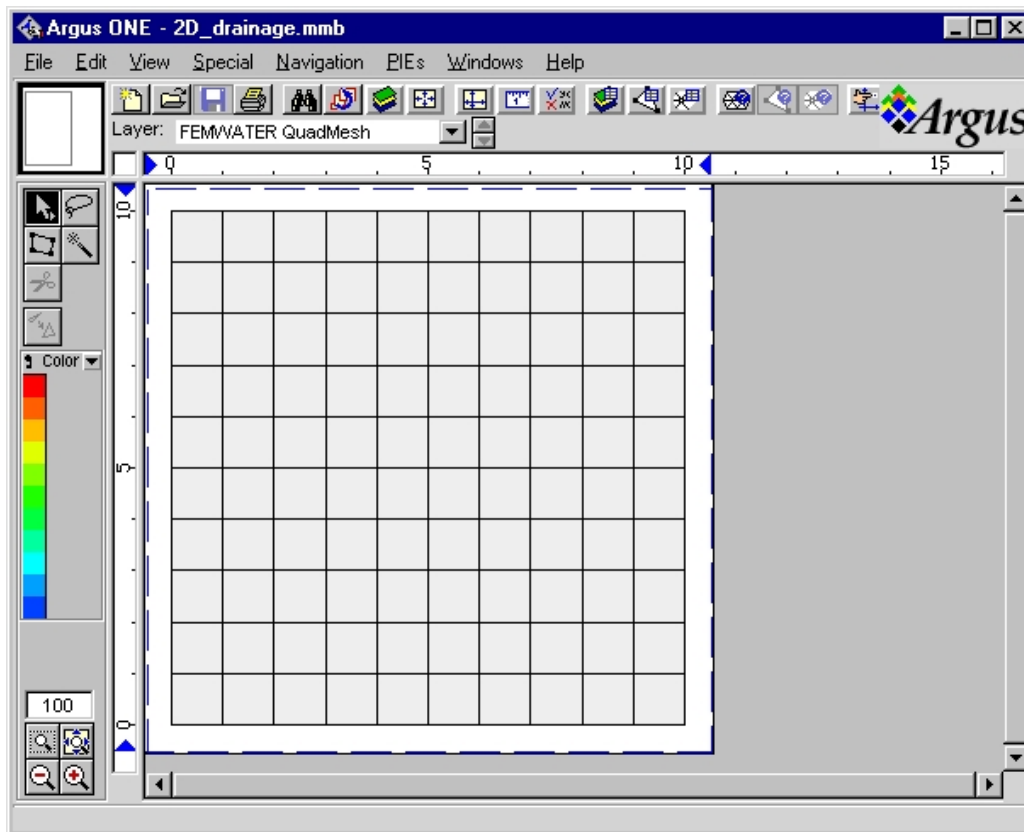 Argus ONE - 2D_drainage.mmb
File Edit View Special Navigation PIEs Windows Help
Layer: FEMWATER QuadMesh
Argus
0 5 10 15
10
5
0
Color
100